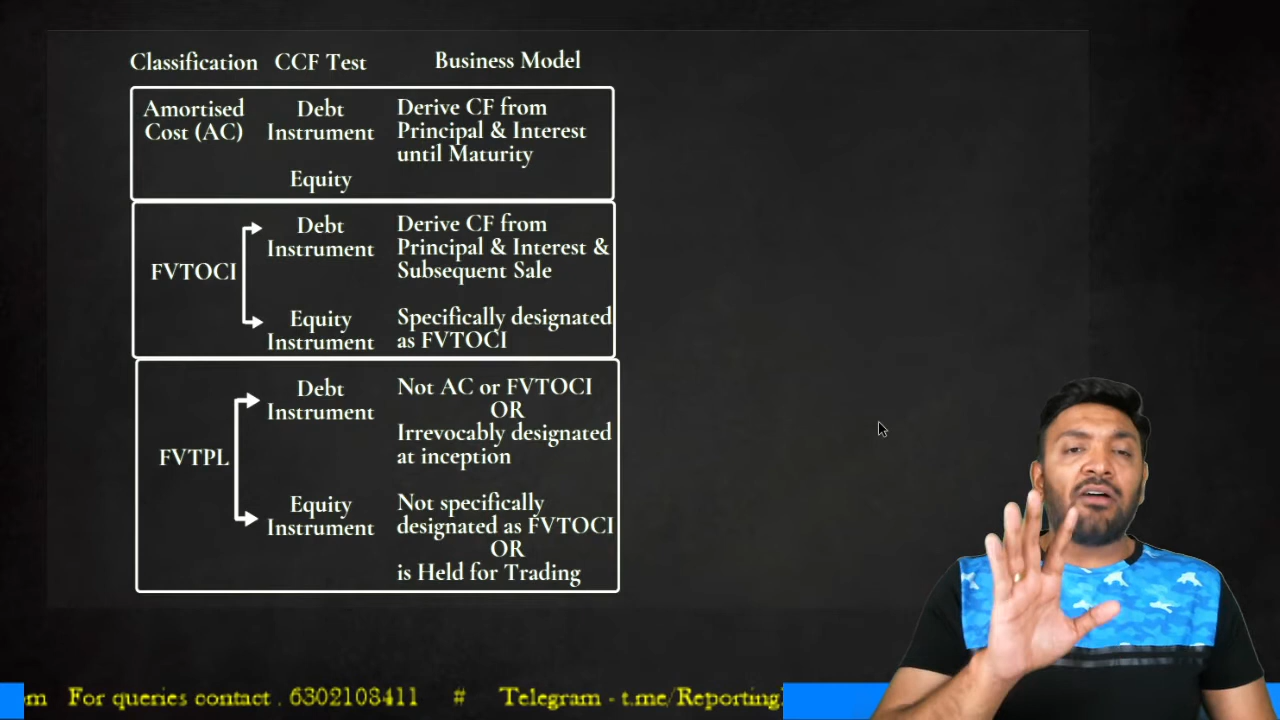 Classification CCF Test Business Model
Amortised Cost (AC)
Debt Instrument
Derive CF from
Principal & Interest
until Maturity
Equity
FVTOCI
Debt Instrument
Derive CF from
Principal & Interest &
Subsequent Sale
Equity Instrument
Specifically designated
as FVTOCI
FVTPL
Debt Instrument
Not AC or FVTOCI
OR
Irrevocably designated
at inception
Equity Instrument
Not specifically
designated as FVTOCI
OR
is Held for Trading
om For queries contact . 6302108411 # Telegram - t.me/Reporting